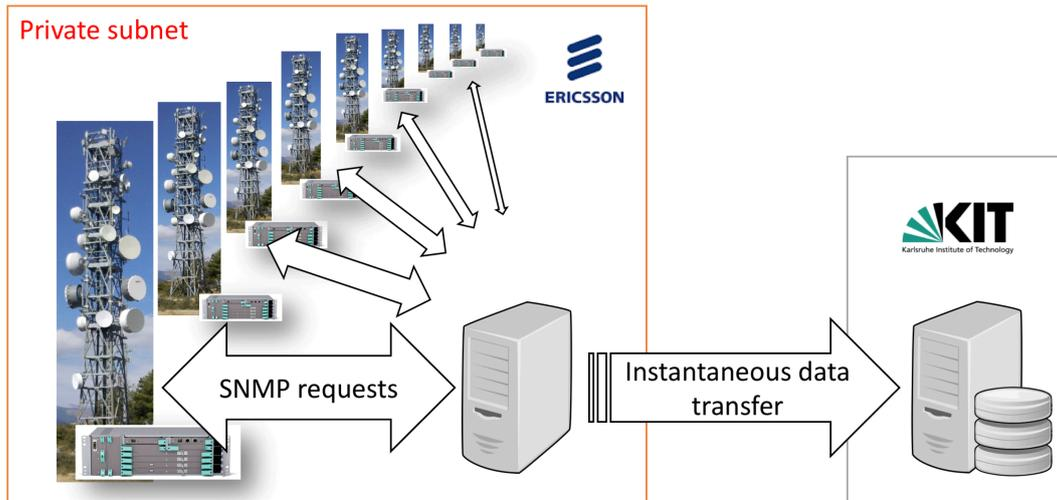 Private subnet
ERICSSON
KIT
Karlsruhe Institute of Technology
SNMP requests
Instantaneous data
transfer